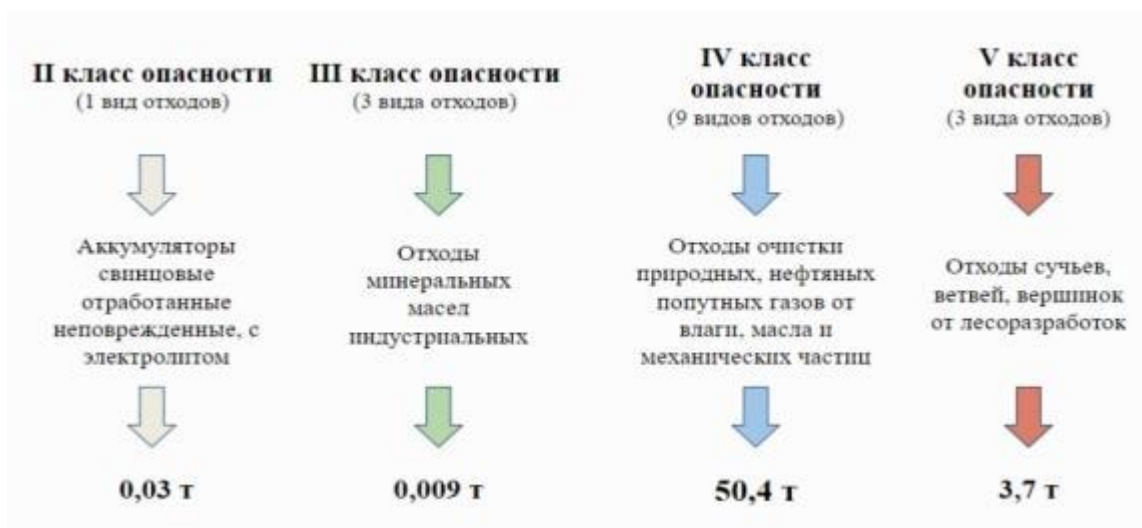 II класс опасности
(1 вид отходов)
Аккумуляторы
свинцовые
отработанные
неповрежденные, с
электролитом
0,03 т
III класс опасности
(3 вида отходов)
Отходы
минеральных
масел
индустриальных
0,009 т
IV класс
опасности
(9 видов отходов)
Отходы очистки
природных, нефтяных
попутных газов от
влаги, масла и
механических частиц
50,4 т
V класс
опасности
(3 вида отходов)
Отходы сучьев,
ветвей, вершинок
от лесоразработок
3,7 т